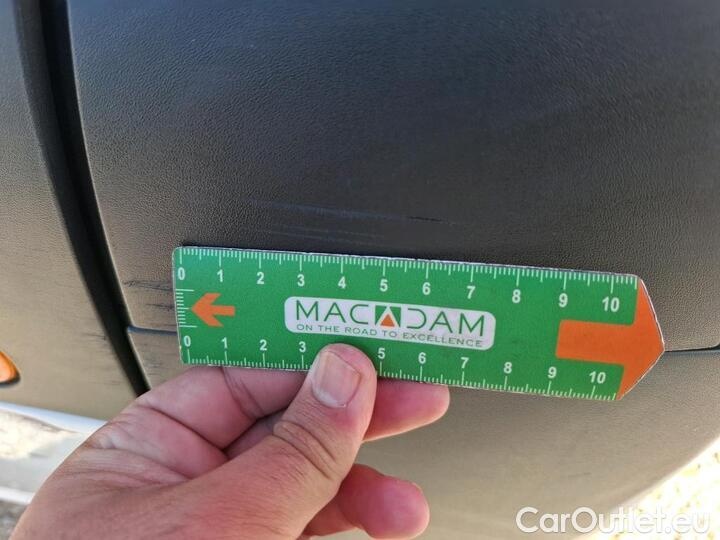 0 1 2 3 4 5 6 7 8 9 10
MACADAM
ON THE ROAD TO EXCELLENCE
0 1 2 3 5 6 7 8 9 10
CarOutlet.eu